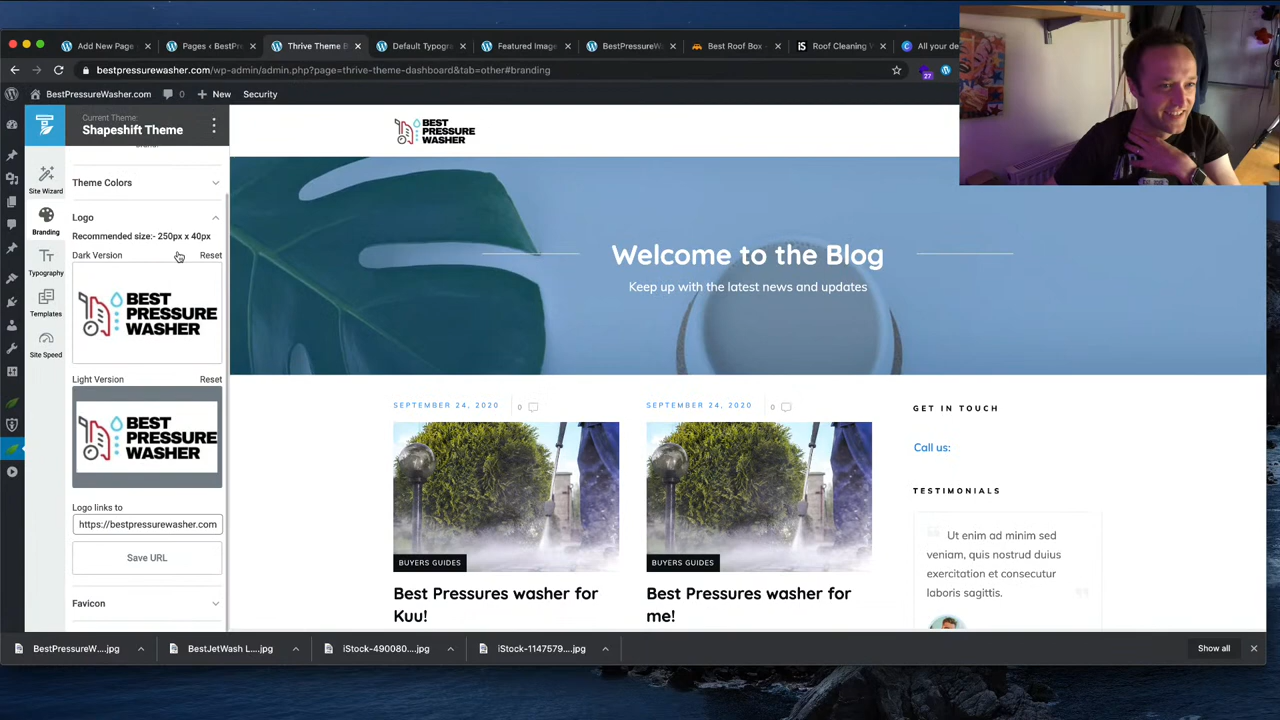 Add New Page
Pages ‹ BestPr
Thrive Theme B
Default Typogr
Featured Image
BestPressureW
Best Roof Box -
Roof Cleaning V
All your de
bestpressurewasher.com/wp-admin/admin.php?page=thrive-theme-dashboard&tab=other#branding
27
BestPressureWasher.com
0
New
Security
Current Theme:
Shapeshift Theme
Site Wizard
Branding
Typography
Templates
Site Speed
Theme Colors
Logo
Recommended size:- 250px x 40px
Dark Version
Reset
BEST
PRESSURE
WASHER
Light Version
Reset
BEST
PRESSURE
WASHER
Logo links to
https://bestpressurewasher.com
Save URL
Favicon
BEST
PRESSURE
WASHER
Welcome to the Blog
Keep up with the latest news and updates
SEPTEMBER 24, 2020
0
BUYERS GUIDES
Best Pressures washer for
Kuu!
SEPTEMBER 24, 2020
0
BUYERS GUIDES
Best Pressures washer for
me!
GET IN TOUCH
Call us:
TESTIMONIALS
Ut enim ad minim sed
veniam, quis nostrud duius
exercitation et consectur
laboris sagittis.
BestPressureW....jpg
BestJetWash L....jpg
iStock-490080....jpg
iStock-1147579....jpg
Show all